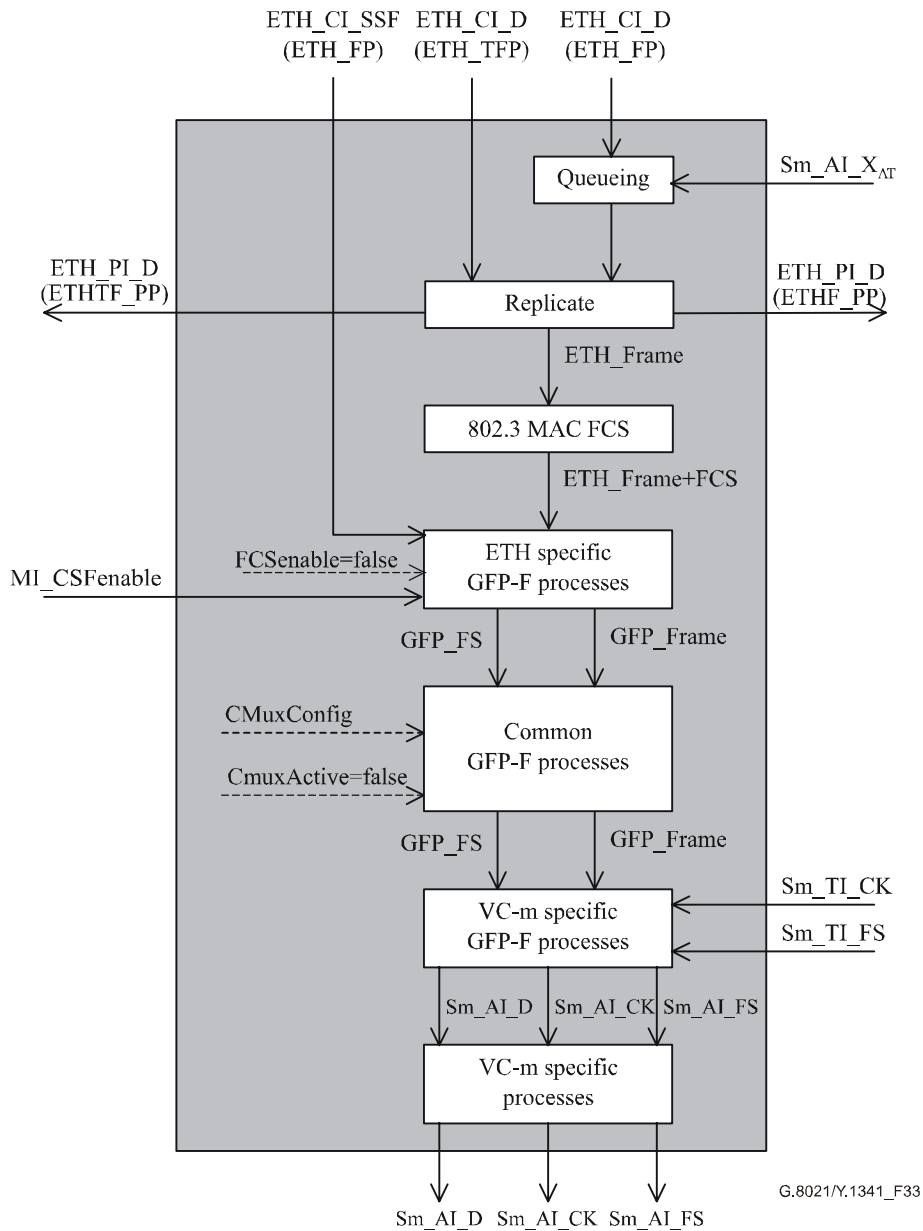 ETH_CI_SSF
(ETH_FP)
ETH_CI_D
(ETH_TFP)
ETH_CI_D
(ETH_FP)
Queueing
Sm_AI_X_AT
ETH_PI_D
(ETHTF_PP)
Replicate
ETH_PI_D
(ETHF_PP)
ETH_Frame
802.3 MAC FCS
ETH_Frame+FCS
FCSenable=false
ETH specific
GFP-F processes
MI_CSFenable
GFP_FS
GFP_Frame
CMuxConfig
Common
GFP-F processes
CmuxActive=false
GFP_FS
GFP_Frame
VC-m specific
GFP-F processes
Sm_TI_CK
Sm_TI_FS
Sm_AI_D
Sm_AI_CK
Sm_AI_FS
VC-m specific
processes
Sm_AI_D
Sm_AI_CK
Sm_AI_FS
G.8021/Y.1341_F33